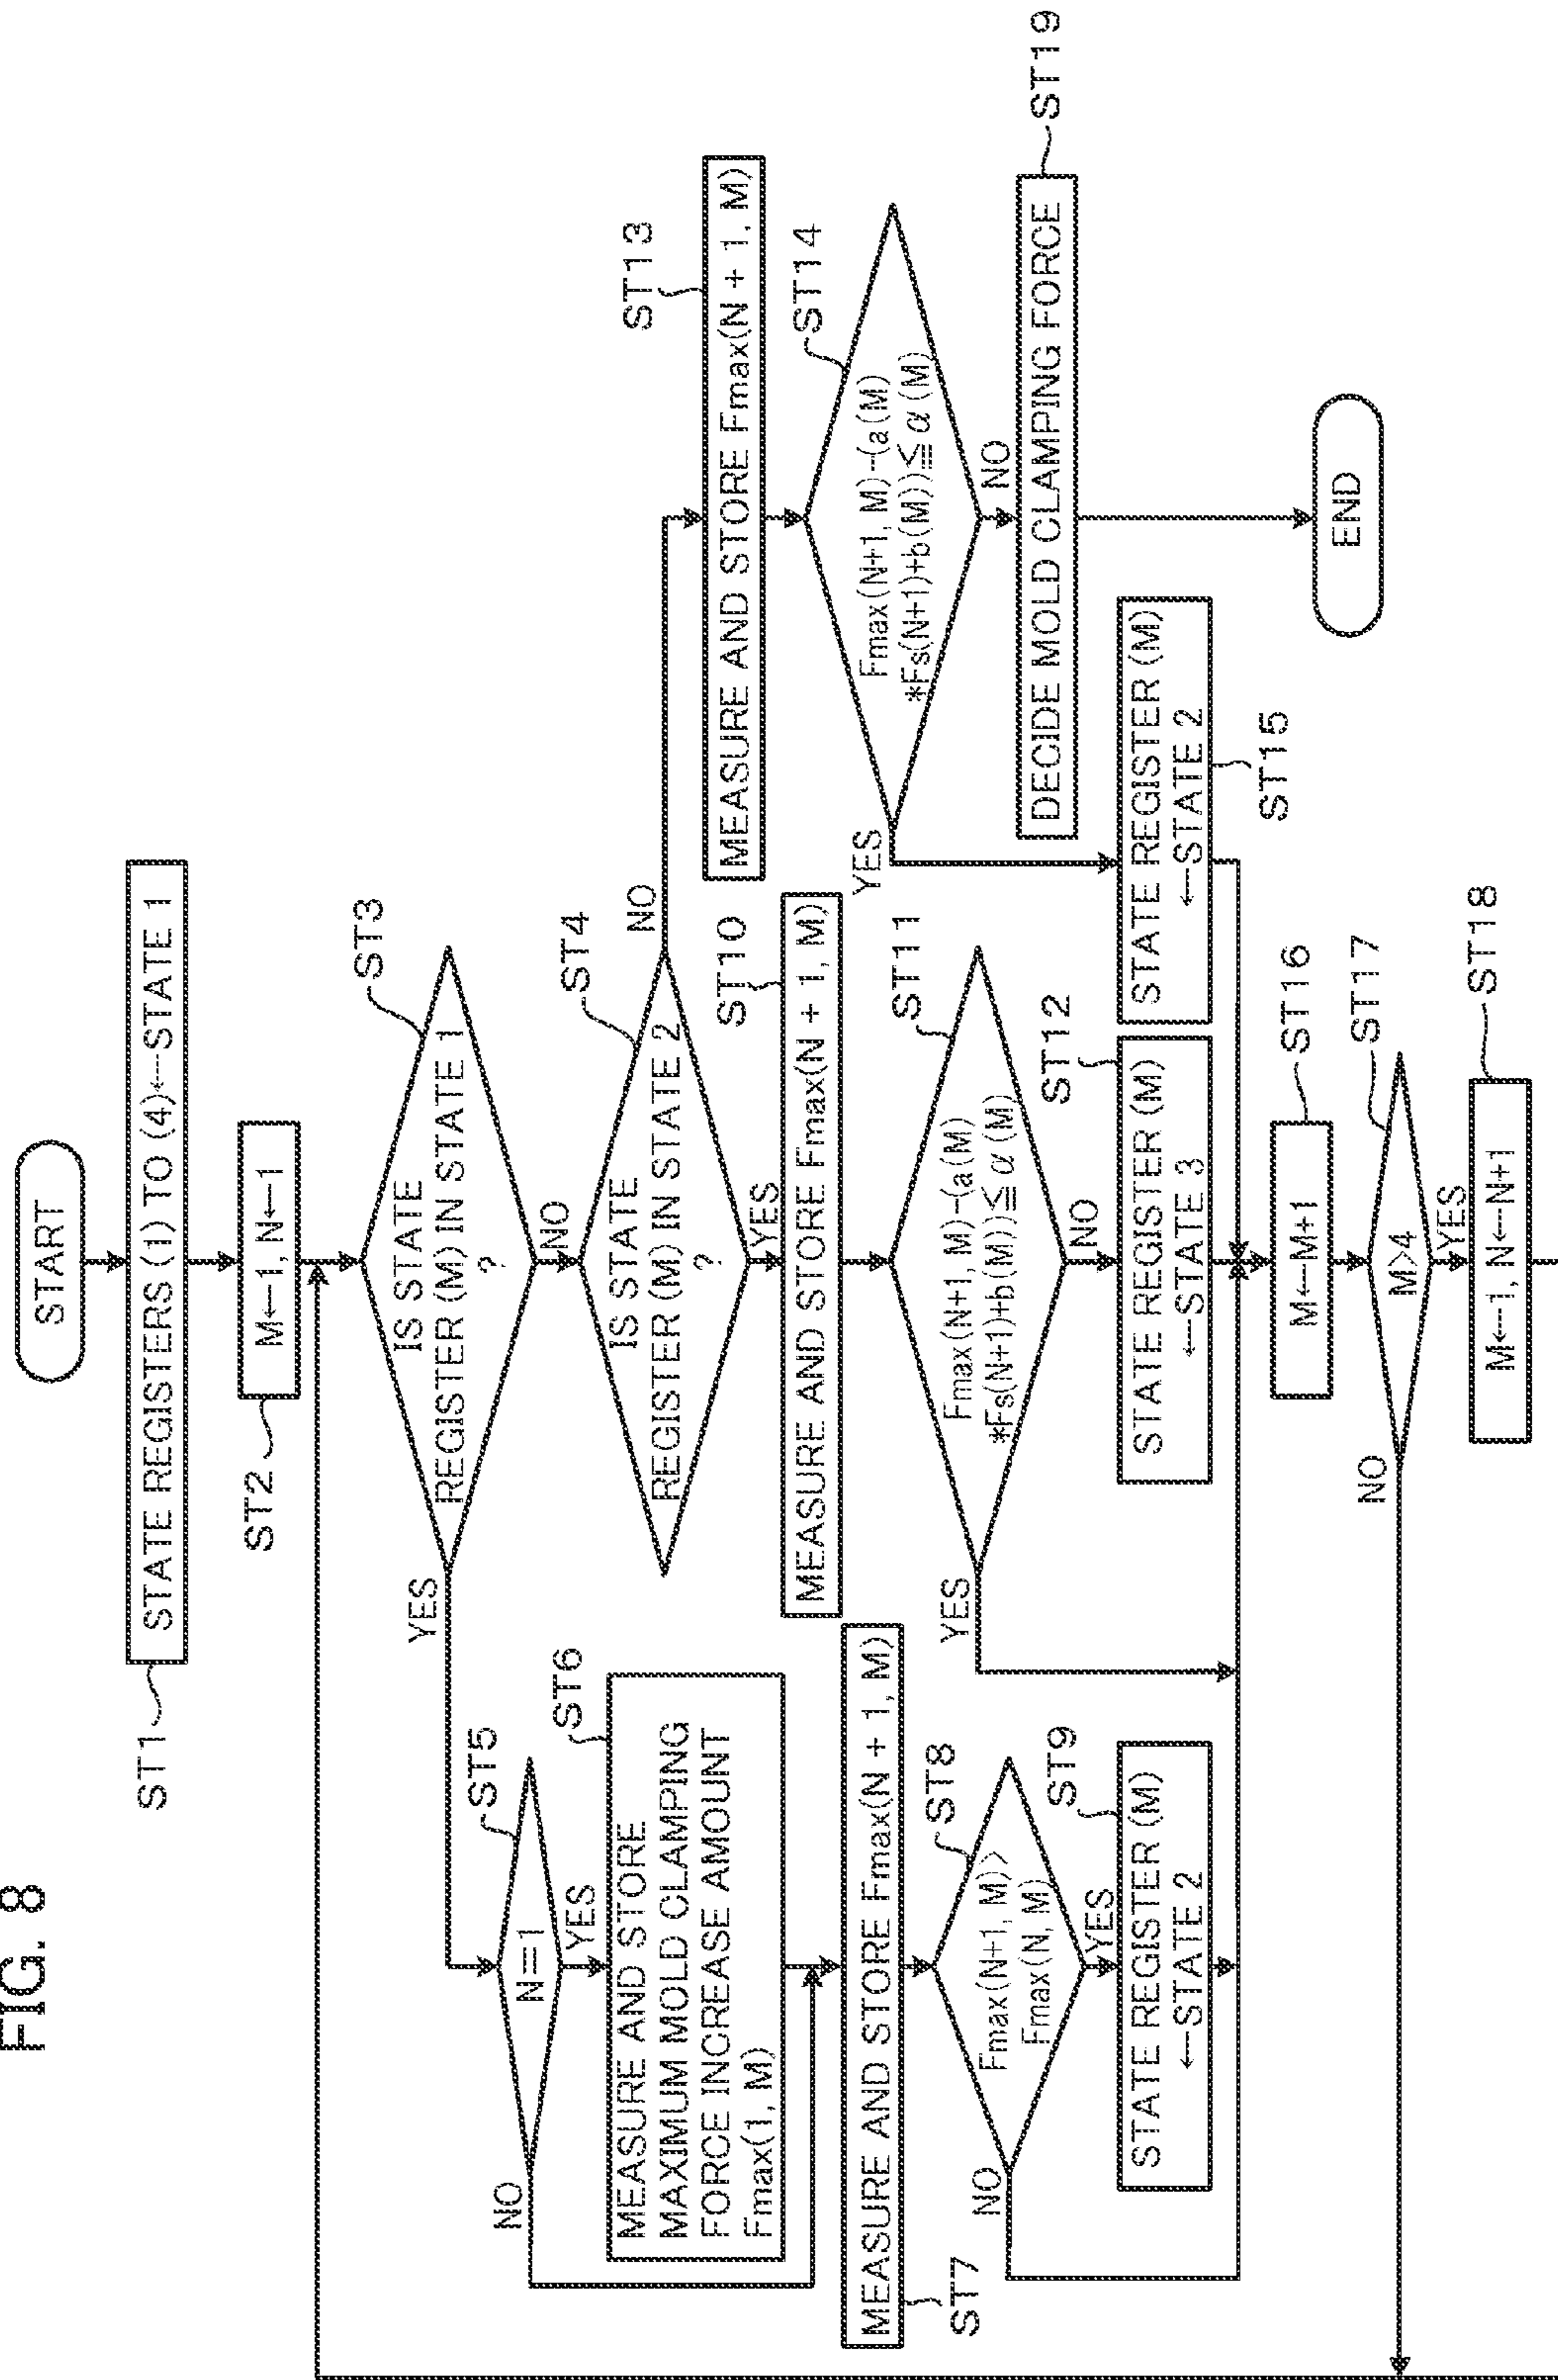 FIG. 8
START
ST1
STATE REGISTERS (1) TO (4)←STATE 1
ST2
M←1, N←1
ST3
IS STATE
REGISTER (M) IN STATE 1
?
YES
NO
ST4
IS STATE
REGISTER (M) IN STATE 2
?
NO
YES
ST5
N=1
NO
YES
ST6
MEASURE AND STORE
MAXIMUM MOLD CLAMPING
FORCE INCREASE AMOUNT
Fmax(1, M)
ST7
MEASURE AND STORE Fmax(N + 1, M)
ST8
Fmax(N+1, M)>
Fmax(N, M)
NO
YES
ST9
STATE REGISTER (M)
←STATE 2
ST10
MEASURE AND STORE Fmax(N + 1, M)
ST11
Fmax(N+1, M)-(a(M)
*Fs(N+1)+b(M))≦α(M)
YES
NO
ST12
STATE REGISTER (M)
←STATE 3
ST13
MEASURE AND STORE Fmax(N + 1, M)
ST14
Fmax(N+1, M)-(a(M)
*Fs(N+1)+b(M))≦α(M)
YES
NO
STATE REGISTER (M)
←STATE 2
ST15
ST19
DECIDE MOLD CLAMPING FORCE
END
ST16
M←M+1
ST17
M>4
NO
YES
ST18
M←1, N←N+1